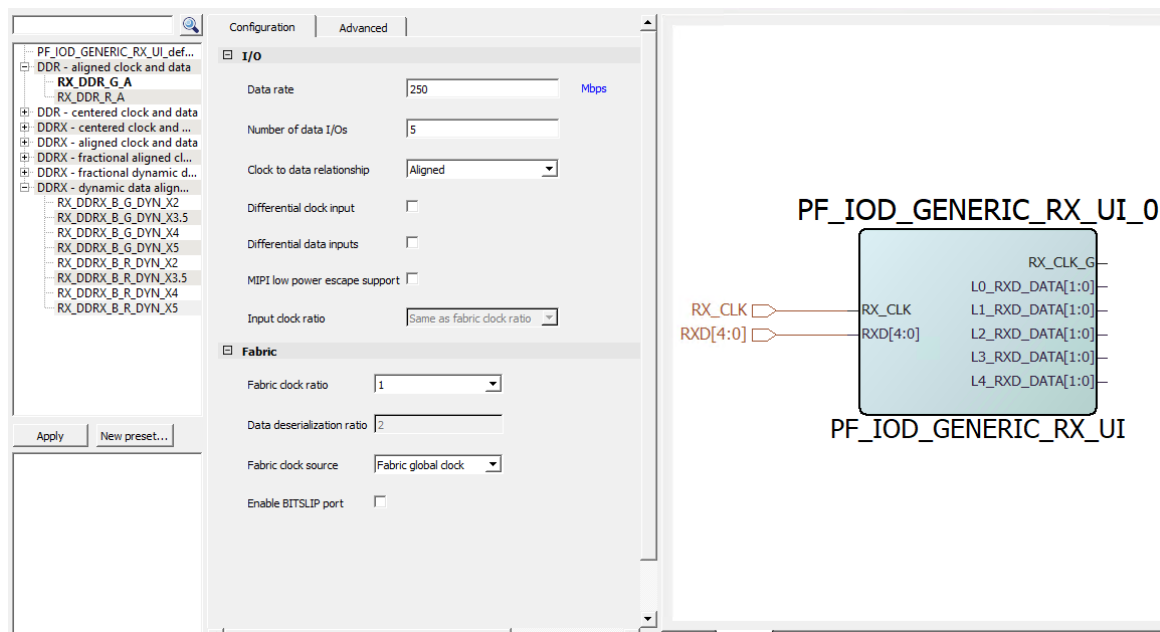 PF_IOD_GENERIC_RX_UI_def...
DDR - aligned clock and data
RX_DDR_G_A
RX_DDR_R_A
DDR - centered clock and data
DDRX - centered clock and ...
DDRX - aligned clock and data
DDRX - fractional aligned cl...
DDRX - fractional dynamic d...
DDRX - dynamic data align...
RX_DDRX_B_G_DYN_X2
RX_DDRX_B_G_DYN_X3.5
RX_DDRX_B_G_DYN_X4
RX_DDRX_B_G_DYN_X5
RX_DDRX_B_R_DYN_X2
RX_DDRX_B_R_DYN_X3.5
RX_DDRX_B_R_DYN_X4
RX_DDRX_B_R_DYN_X5
Apply New preset...
Configuration Advanced
I/O
Data rate 250 Mbps
Number of data I/Os 5
Clock to data relationship Aligned
Differential clock input
Differential data inputs
MIPI low power escape support
Input clock ratio Same as fabric clock ratio
Fabric
Fabric clock ratio 1
Data deserialization ratio 2
Fabric clock source Fabric global clock
Enable BITSLIP port
PF_IOD_GENERIC_RX_UI_0
RX_CLK_G
L0_RXD_DATA[1:0]
RX_CLK RX_CLK L1_RXD_DATA[1:0]
RXD[4:0] RXD[4:0] L2_RXD_DATA[1:0]
L3_RXD_DATA[1:0]
L4_RXD_DATA[1:0]
PF_IOD_GENERIC_RX_UI